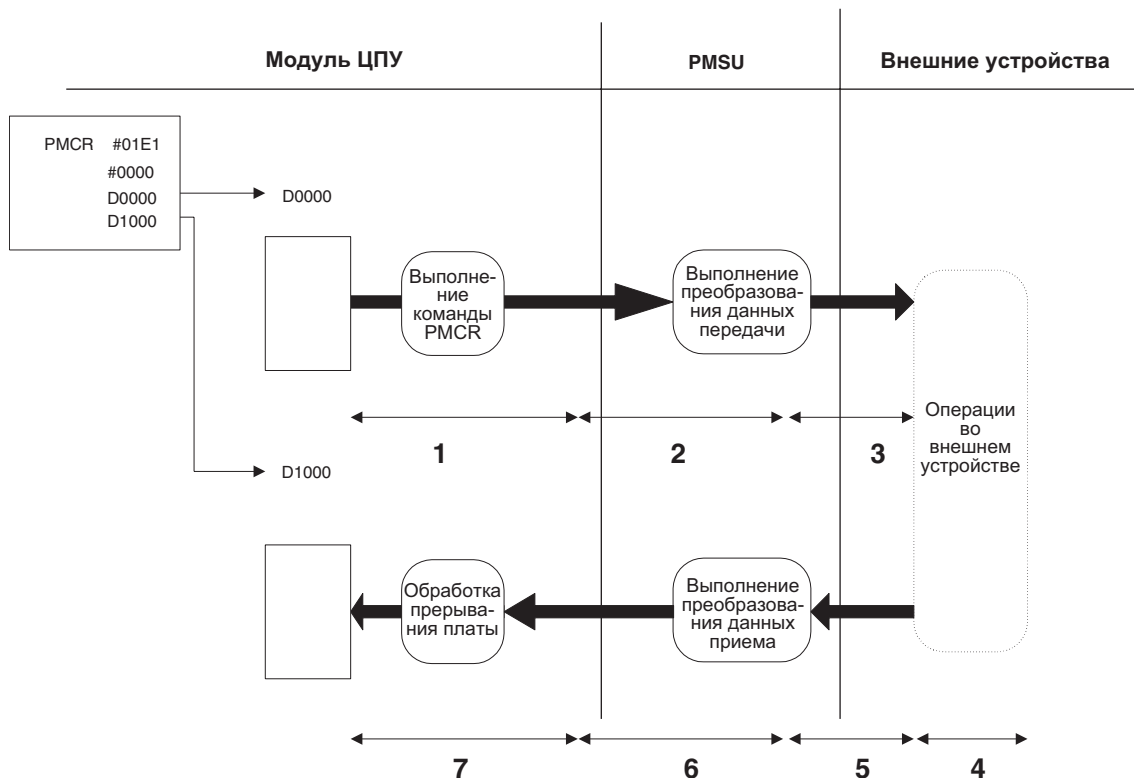 Модуль ЦПУ
PMSU
Внешние устройства
PMCR #01E1
#0000
D0000
D1000
D0000
Выполне-
ние
команды
PMCR
Выполнение
преобразова-
ния данных
передачи
1
2
3
Операции
во
внешнем
устройстве
D1000
Обработка
прерыва-
ния платы
Выполнение
преобразова-
ния данных
приема
7
6
5
4